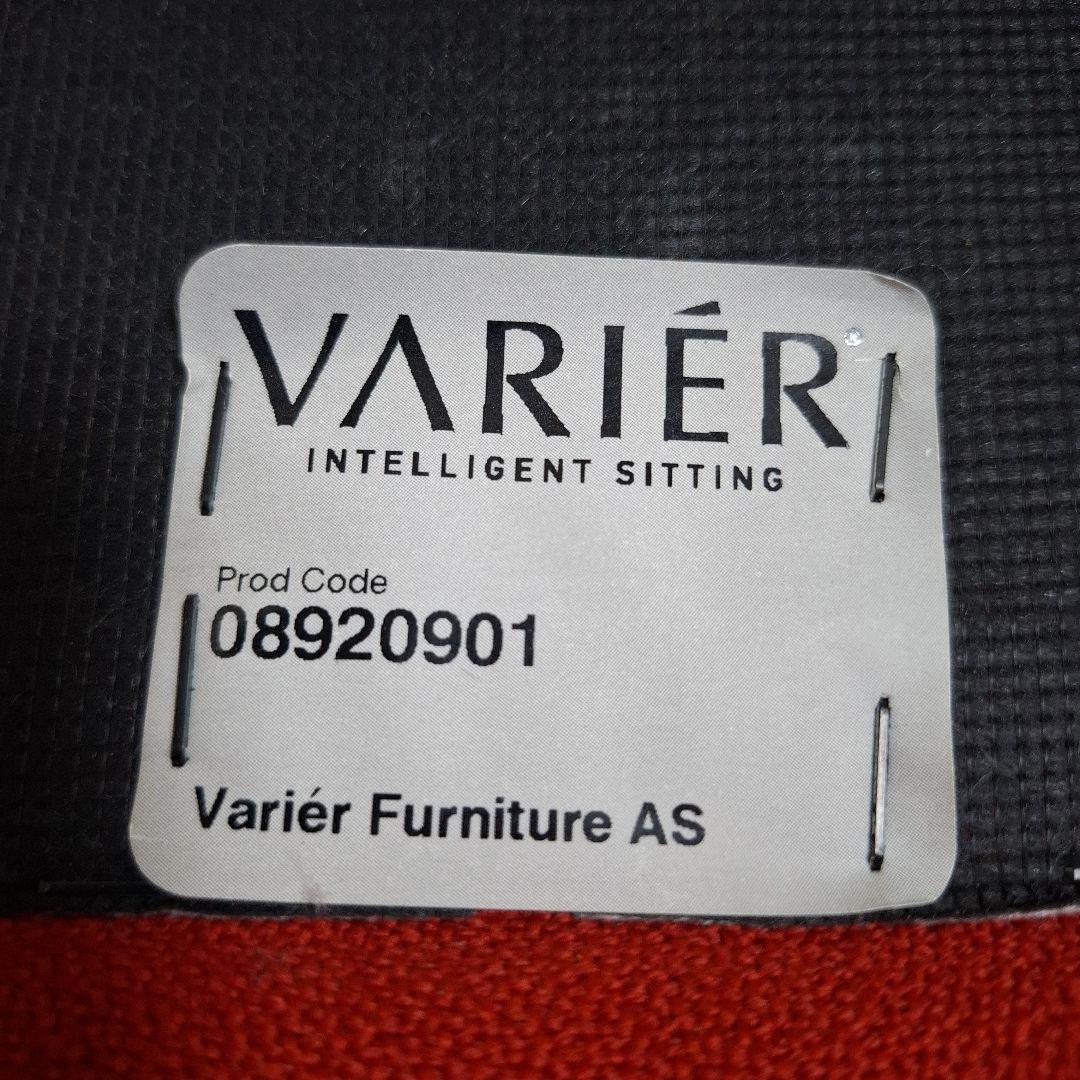 VARIÉR®
INTELLIGENT SITTING
Prod Code
08920901
Variér Furniture AS